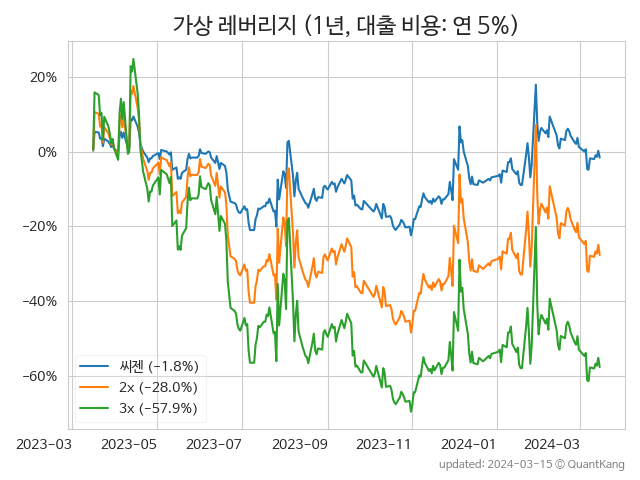 가상 레버리지 (1년, 대출 비용: 연 5%)
20%
0%
−20%
−40%
−60%
씨젠 (−1.8%)
2x (−28.0%)
3x (−57.9%)
2023−03 2023−05 2023−07 2023−09 2023−11 2024−01 2024−03
updated: 2024−03−15 ⓒ QuantKang